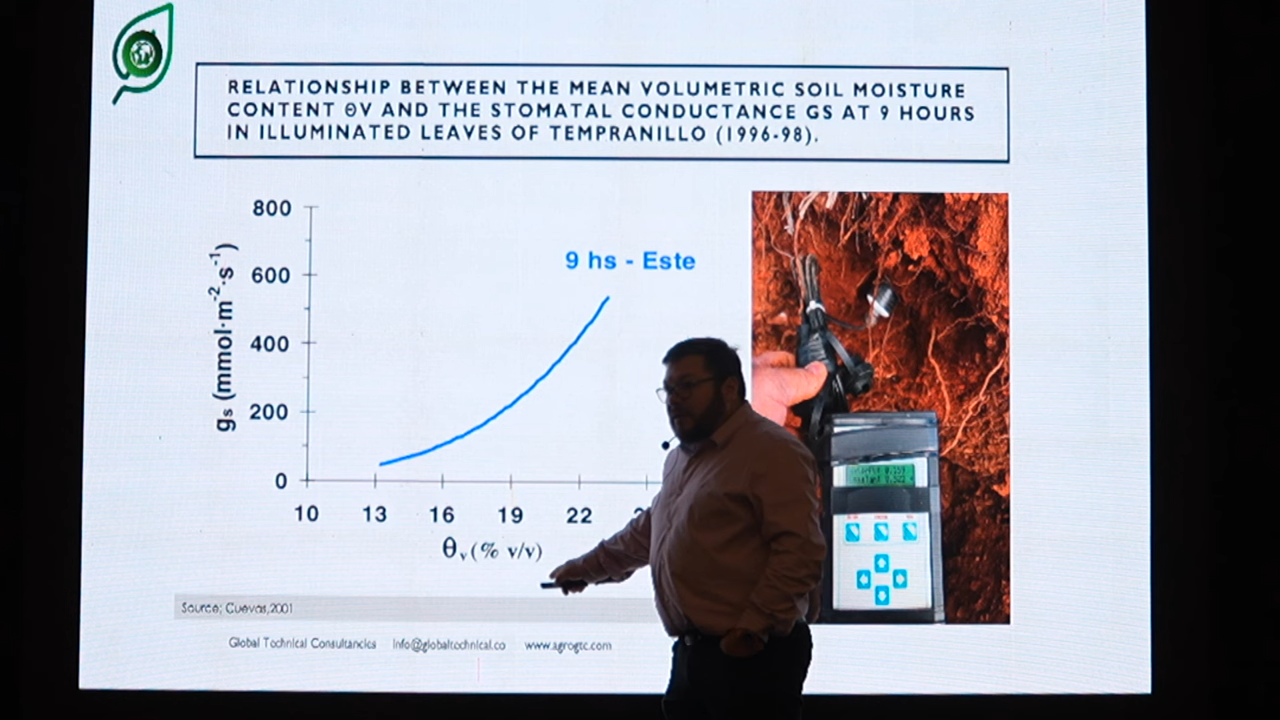 RELATIONSHIP BETWEEN THE MEAN VOLUMETRIC SOIL MOISTURE
CONTENT ΘV AND THE STOMATAL CONDUCTANCE GS AT 9 HOURS
IN ILLUMINATED LEAVES OF TEMPRANILLO (1996-98).
9 hs - Este
gs (mmol·m-2·s-1)
800
600
400
200
0
10 13 16 19 22
θv (% v/v)
Source; Cuevas,2001
Global Technical Consultancies info@globaltechnical.co www.agrogtc.com